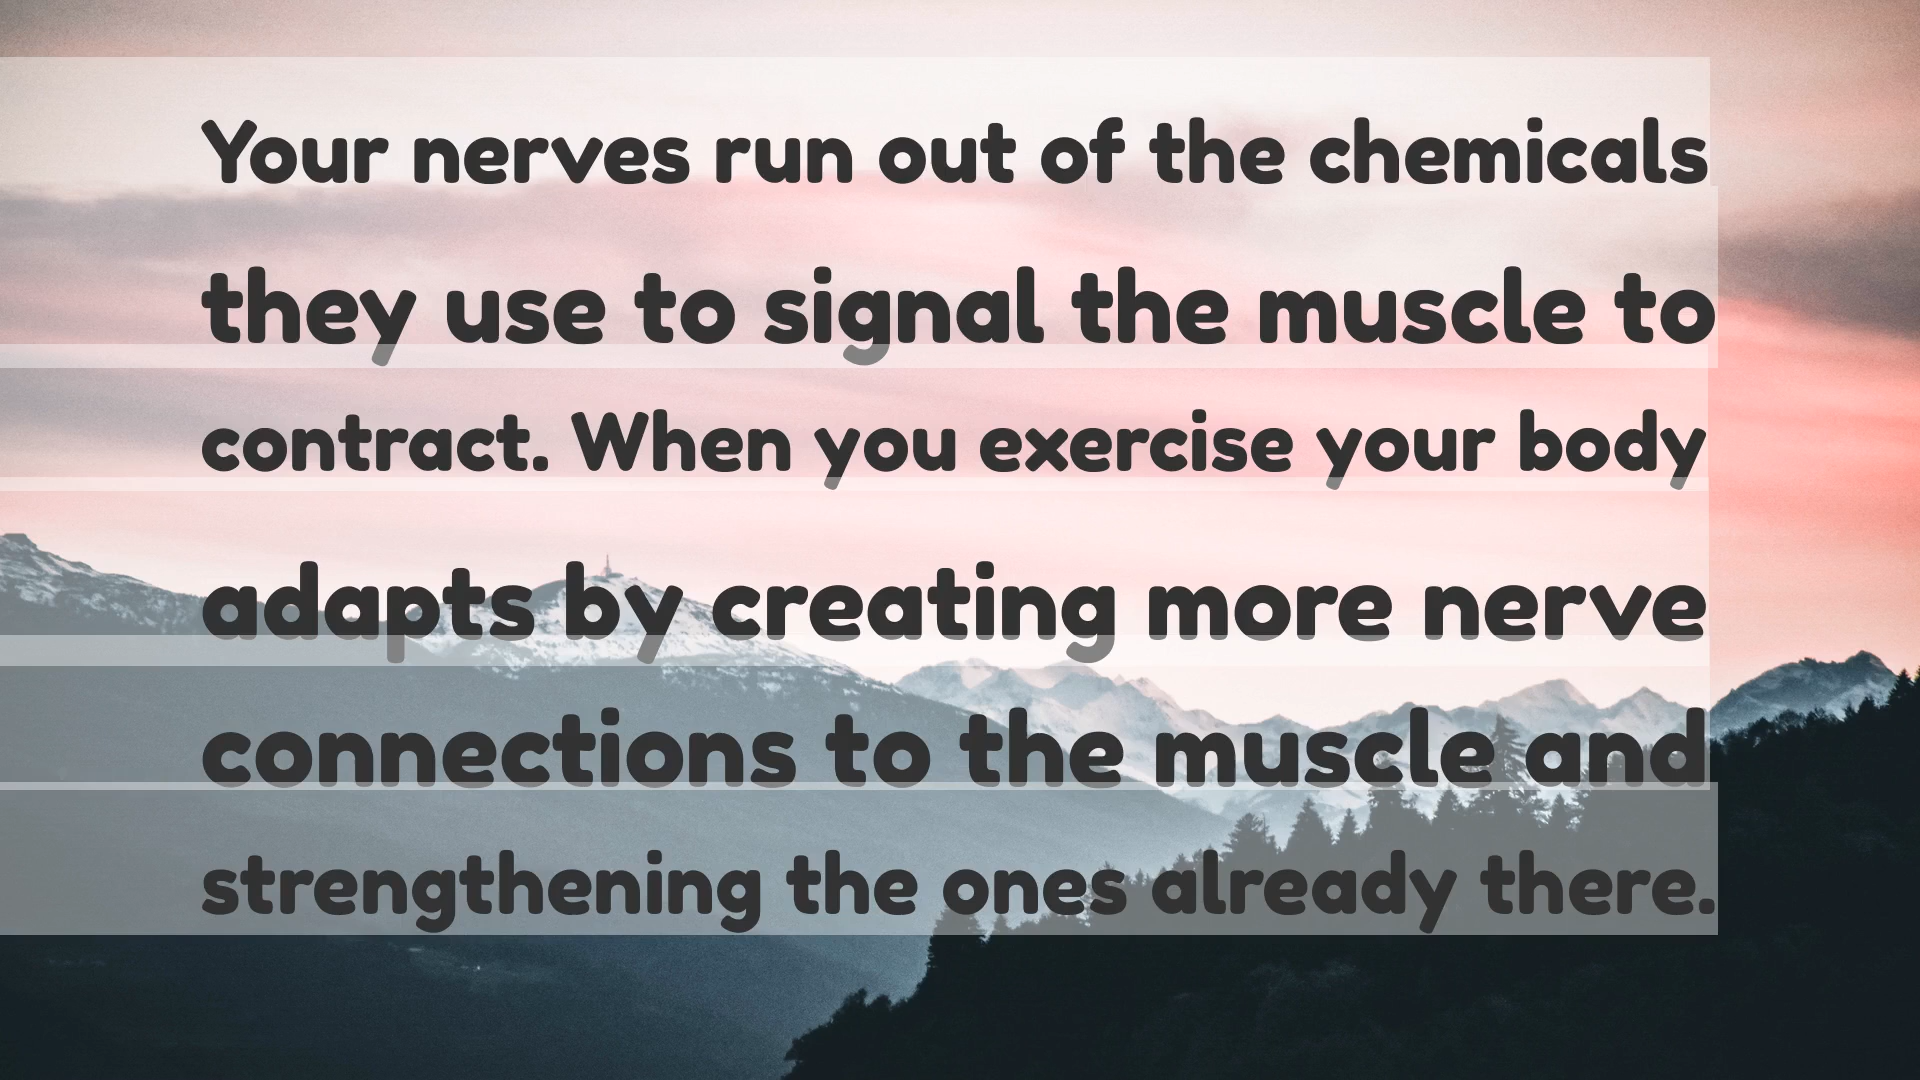 Your nerves run out of the chemicals
they use to signal the muscle to
contract. When you exercise your body
adapts by creating more nerve
connections to the muscle and
strengthening the ones already there.